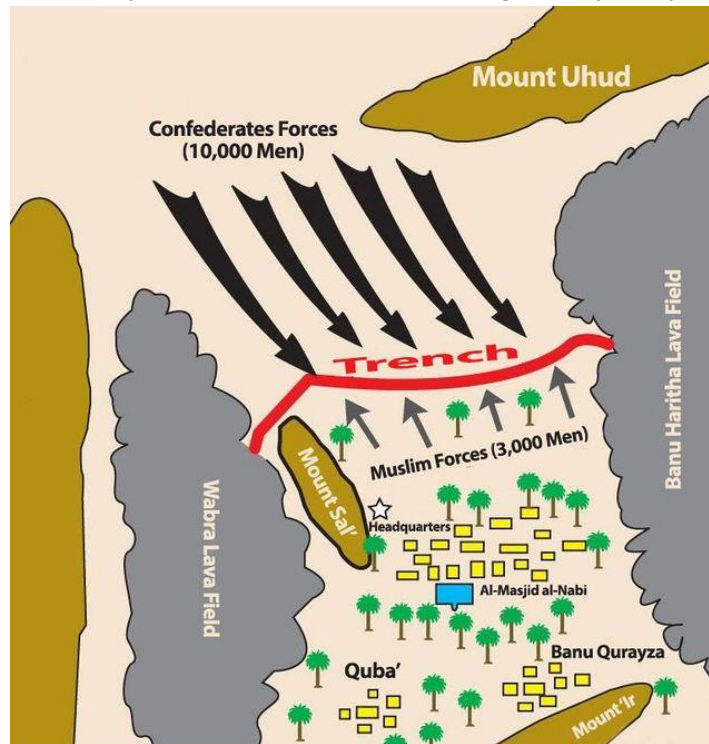 Mount Uhud
Confederates Forces
(10,000 Men)
Banu Haritha Lava Field
Trench
Muslim Forces (3,000 Men)
Mount Sal'
Wabra Lava Field
Headquarters
Al-Masjid al-Nabi
Banu Qurayza
Quba'
Mount 'Ir